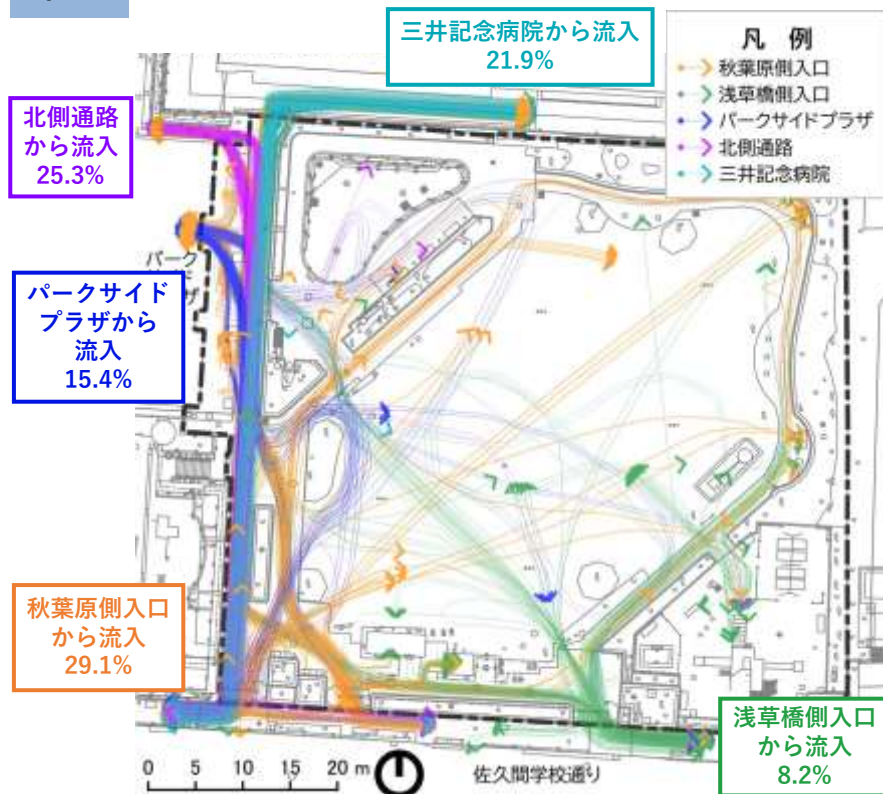 三井記念病院から流入
21.9%
凡 例
秋葉原側入口
浅草橋側入口
パークサイドプラザ
北側通路
三井記念病院
北側通路
から流入
25.3%
パーク
ザ
パークサイド
プラザから
流入
15.4%
秋葉原側入口
から流入
29.1%
浅草橋側入口
から流入
8.2%
0 5 10 15 20 m
佐久間学校通り